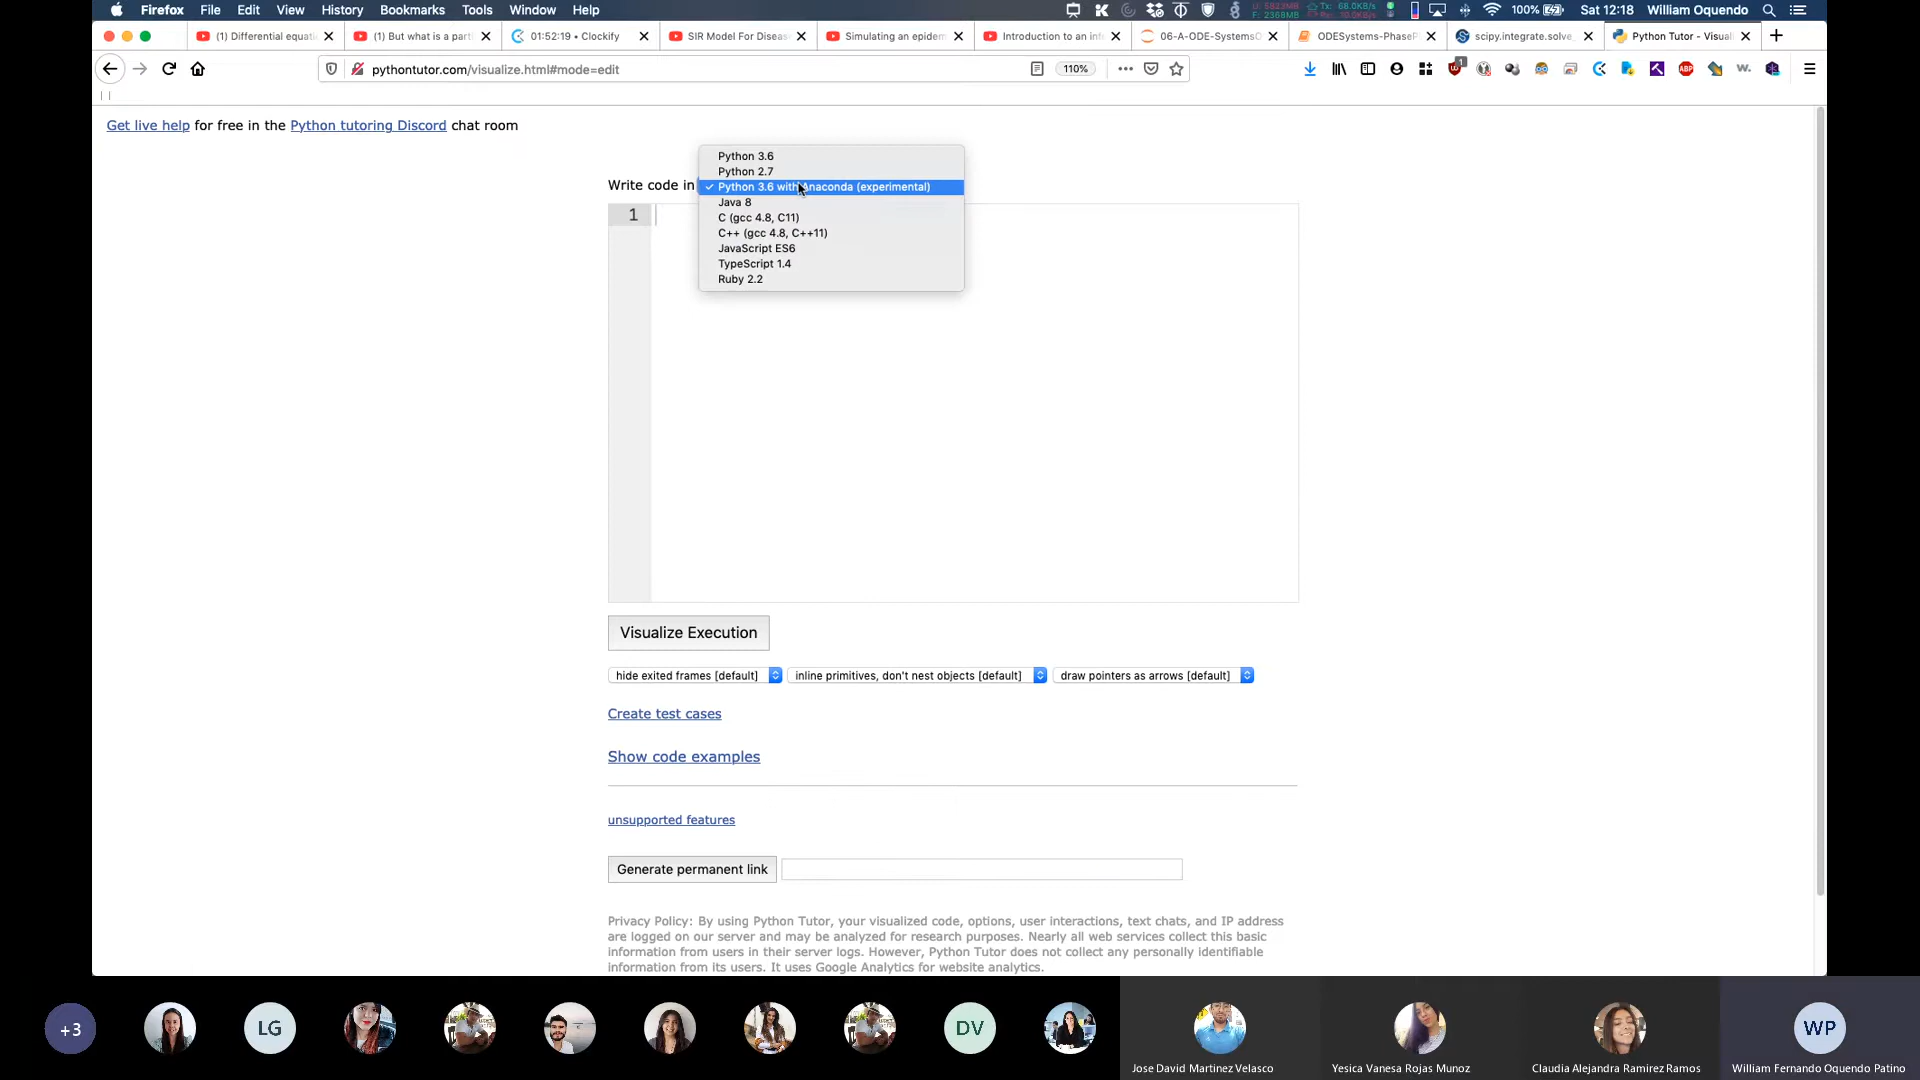 Firefox File Edit View History Bookmarks Tools Window Help
100% Sat 12:18 William Oquendo
(1) Differential equati
(1) But what is a parti
01:52:19 • Clockify
SIR Model For Diseas
Simulating an epidem
Introduction to an inf
06-A-ODE-SystemsO
ODESystems-PhaseP
scipy.integrate.solve_
Python Tutor - Visuali
pythontutor.com/visualize.html#mode=edit
110%
Get live help for free in the Python tutoring Discord chat room
Write code in
Python 3.6
Python 2.7
✓ Python 3.6 with Anaconda (experimental)
Java 8
C (gcc 4.8, C11)
C++ (gcc 4.8, C++11)
JavaScript ES6
TypeScript 1.4
Ruby 2.2
1
Visualize Execution
hide exited frames [default]
inline primitives, don't nest objects [default]
draw pointers as arrows [default]
Create test cases
Show code examples
unsupported features
Generate permanent link
Privacy Policy: By using Python Tutor, your visualized code, options, user interactions, text chats, and IP address
are logged on our server and may be analyzed for research purposes. Nearly all web services collect this basic
information from users in their server logs. However, Python Tutor does not collect any personally identifiable
information from its users. It uses Google Analytics for website analytics.
+3
LG
DV
WP
Jose David Martinez Velasco
Yesica Vanesa Rojas Munoz
Claudia Alejandra Ramirez Ramos
William Fernando Oquendo Patino